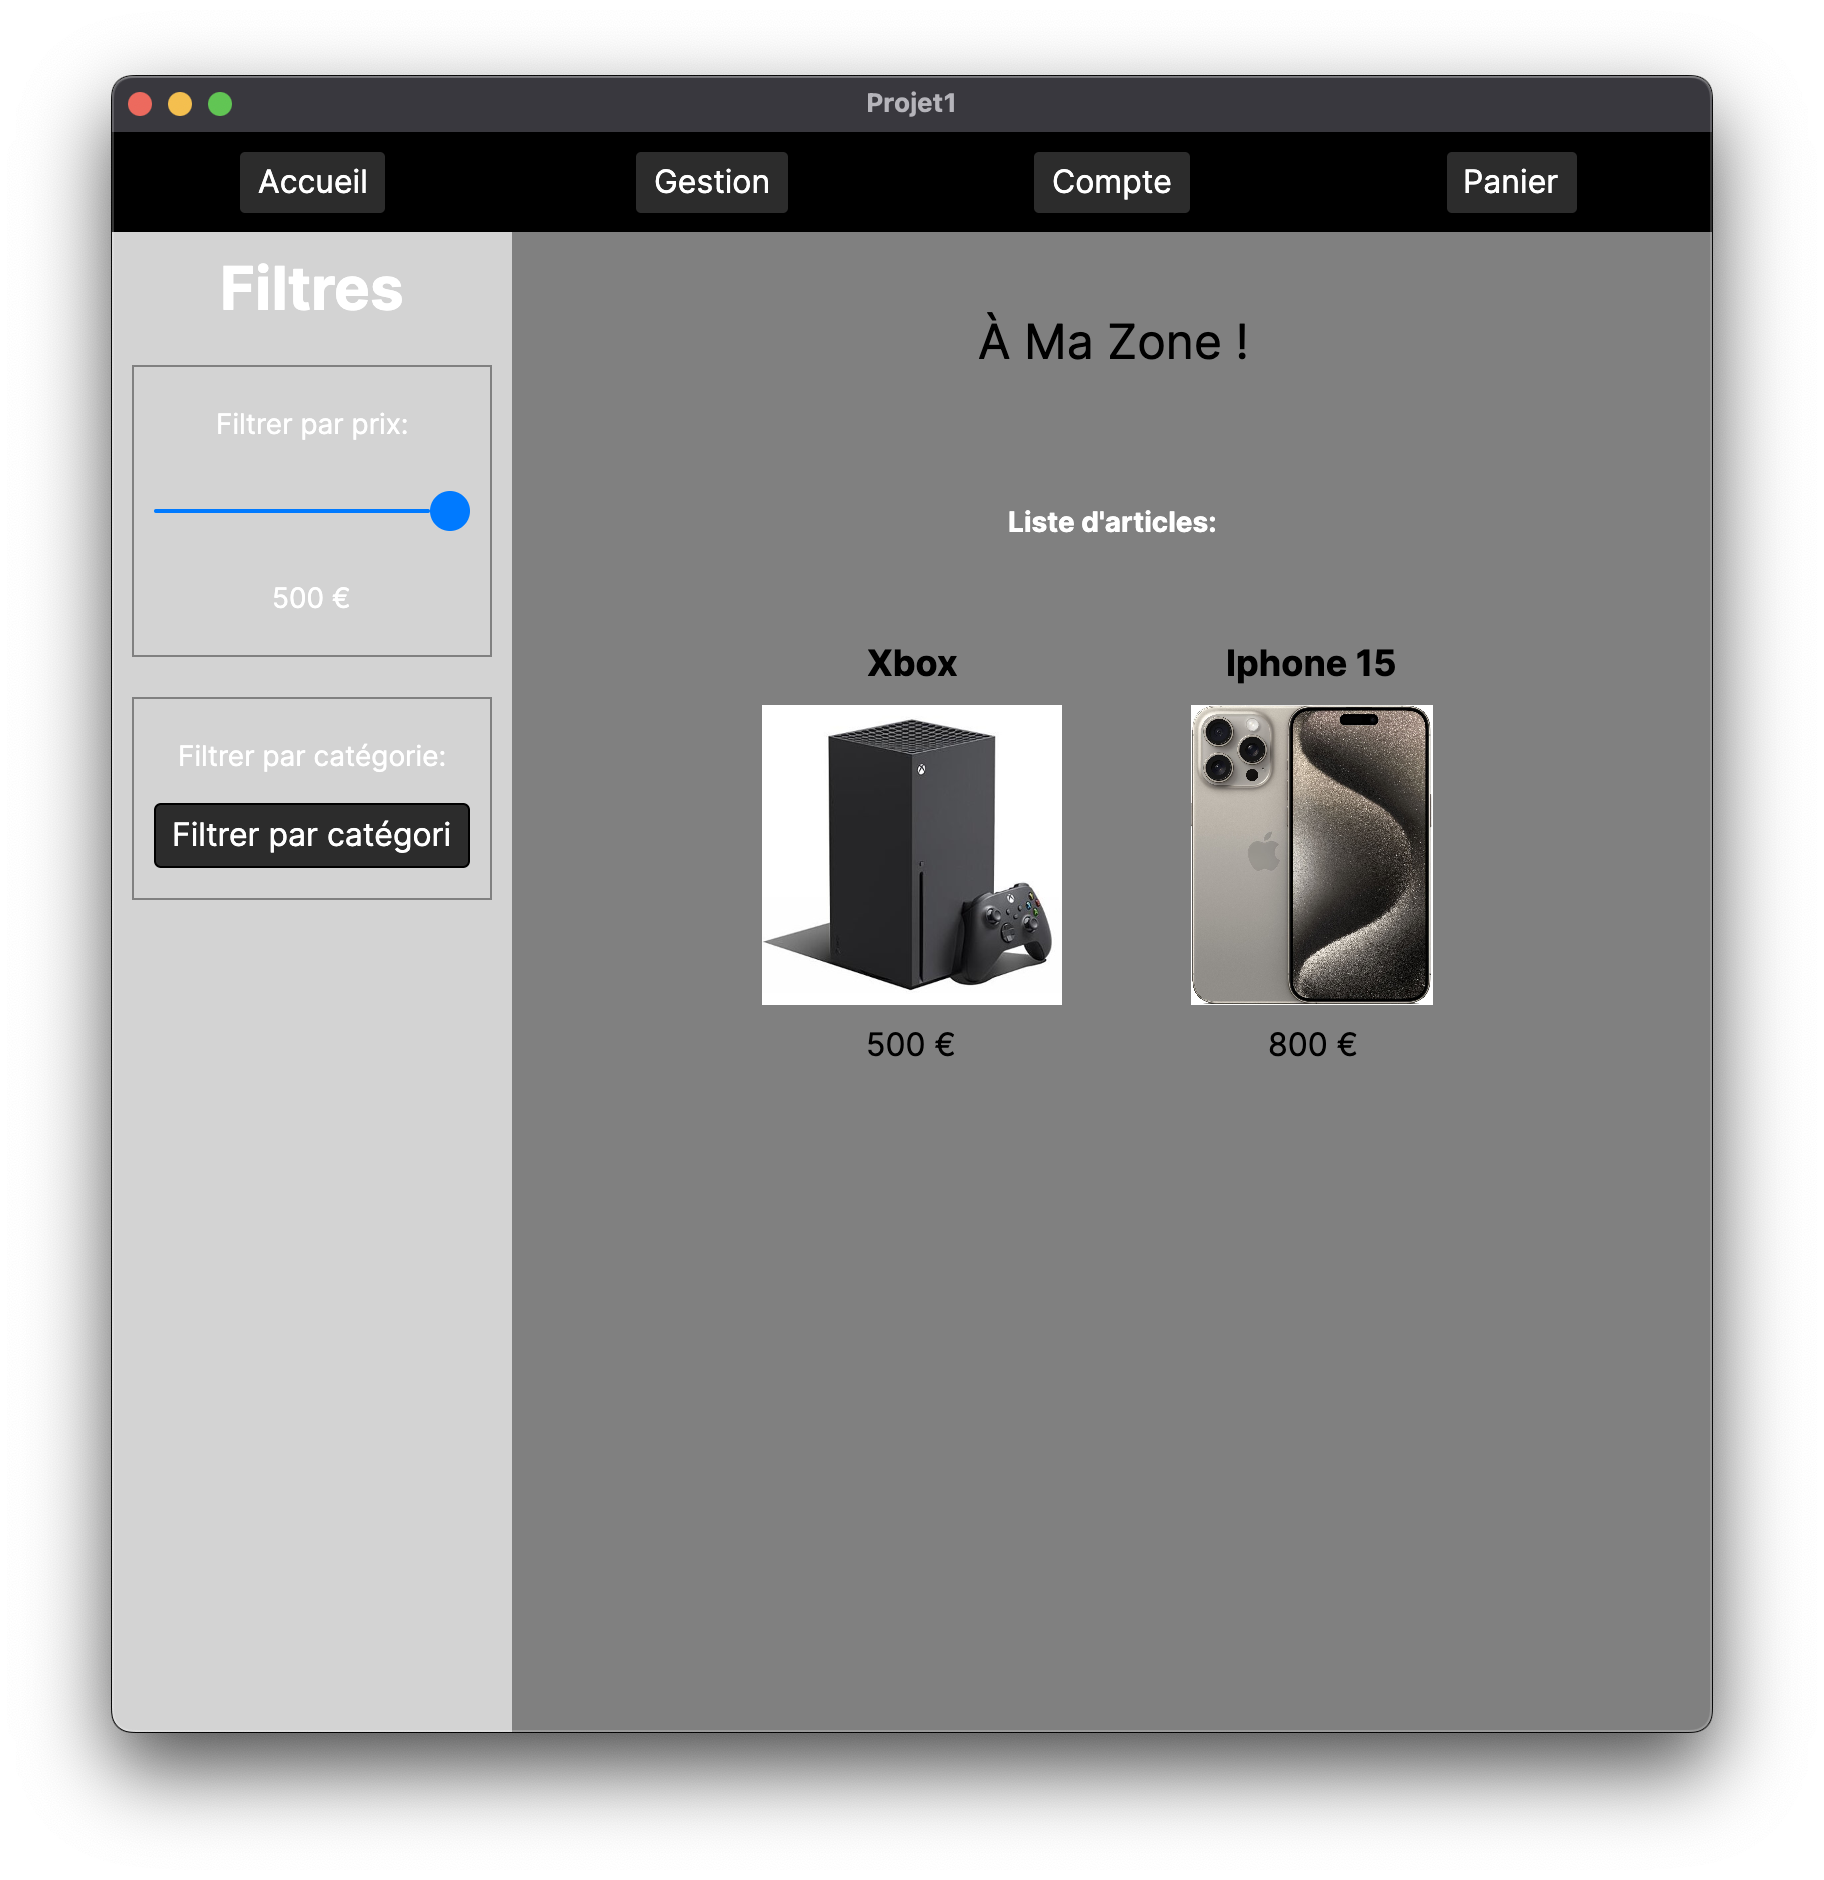 Projet1
Accueil
Gestion
Compte
Panier
Filtres
Filtrer par prix:
500 €
Filtrer par catégorie:
Filtrer par catégori
À Ma Zone !
Liste d'articles:
Xbox
500 €
Iphone 15
800 €